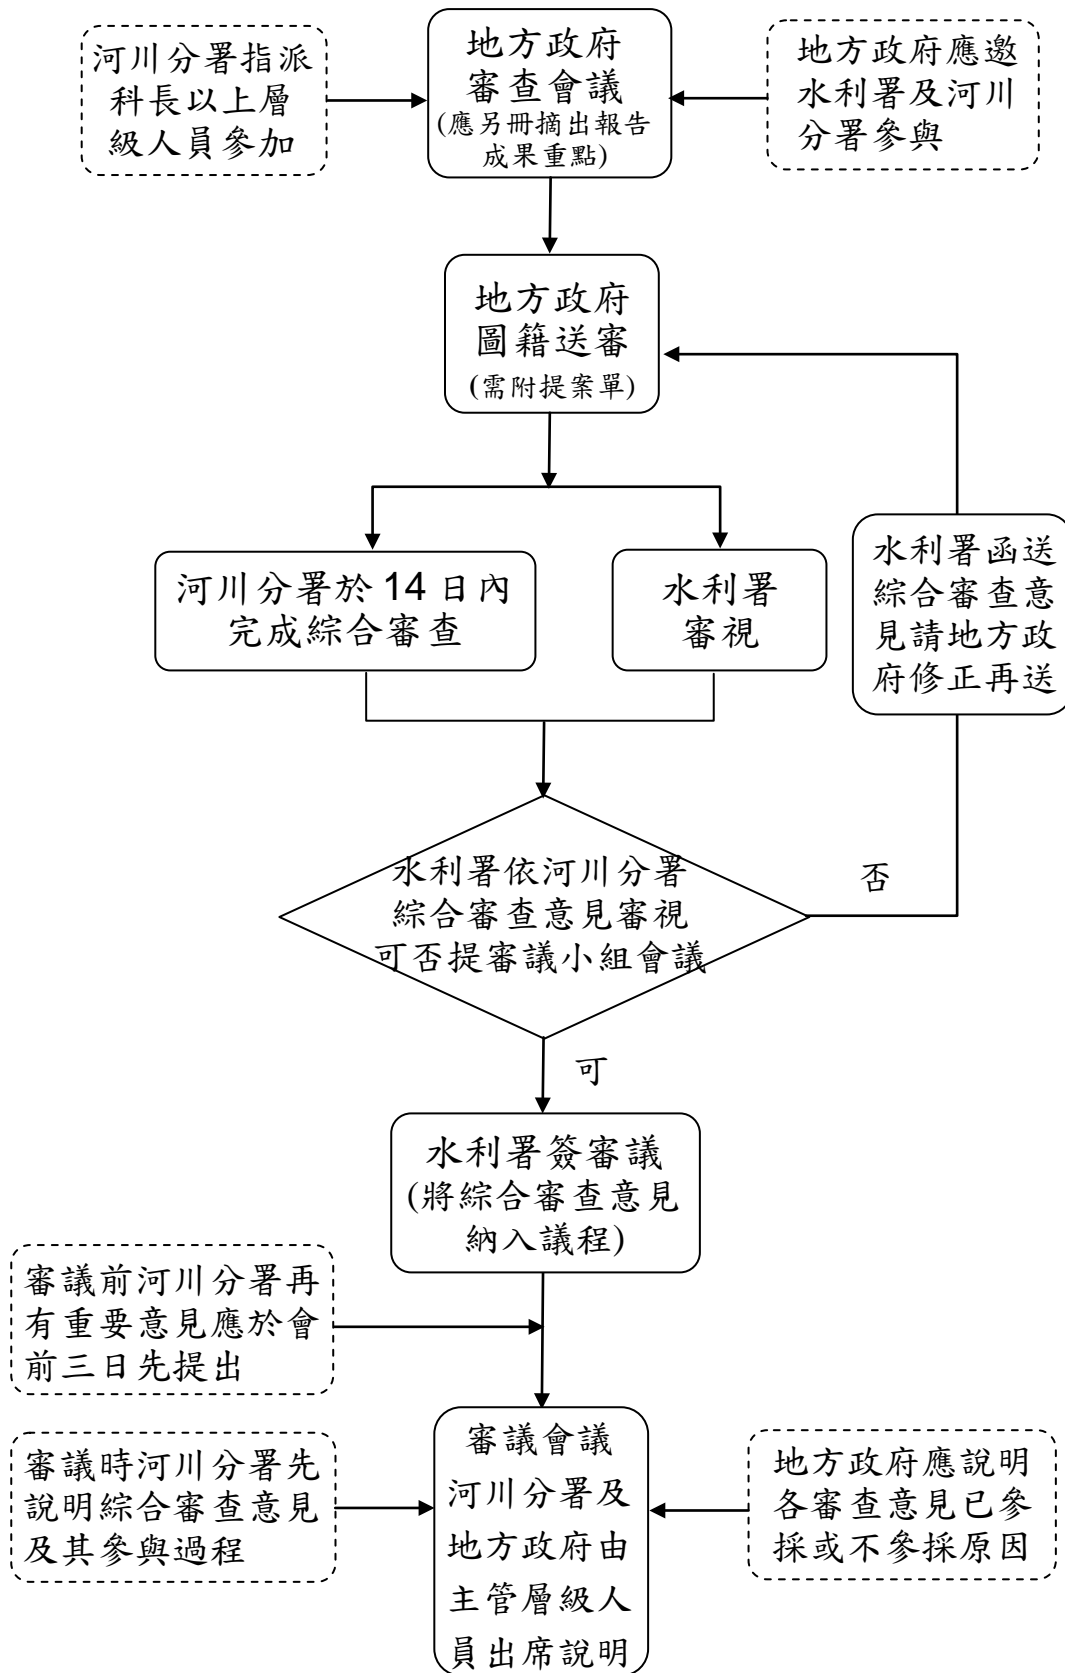 河川分署指派
科長以上層
級人員參加
地方政府
審查會議
(應另冊摘出報告
成果重點)
地方政府應邀
水利署及河川
分署參與
地方政府
圖籍送審
(需附提案單)
河川分署於 14 日內
完成綜合審查
水利署
審視
水利署函送
綜合審查意
見請地方政
府修正再送
水利署依河川分署
綜合審查意見審視
可否提審議小組會議
否
可
水利署簽審議
(將綜合審查意見
納入議程)
審議前河川分署再
有重要意見應於會
前三日先提出
審議時河川分署先
說明綜合審查意見
及其參與過程
審議會議
河川分署及
地方政府由
主管層級人
員出席說明
地方政府應說明
各審查意見已參
採或不參採原因